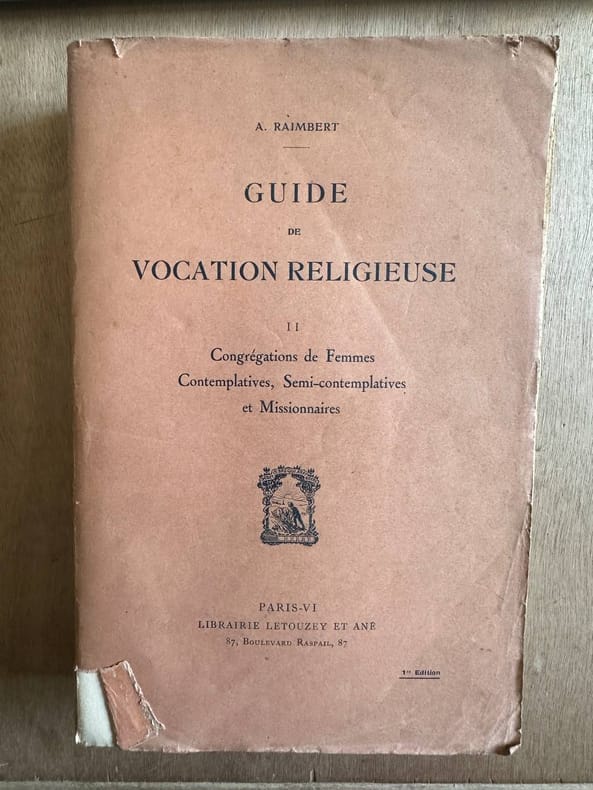 A. RAIMBERT
GUIDE
DE
VOCATION RELIGIEUSE
II
Congrégations de Femmes
Contemplatives, Semi-contemplatives
et Missionnaires
PARIS-VI
LIBRAIRIE LETOUZEY ET ANÉ
87, Boulevard Raspail, 87
1re Edition